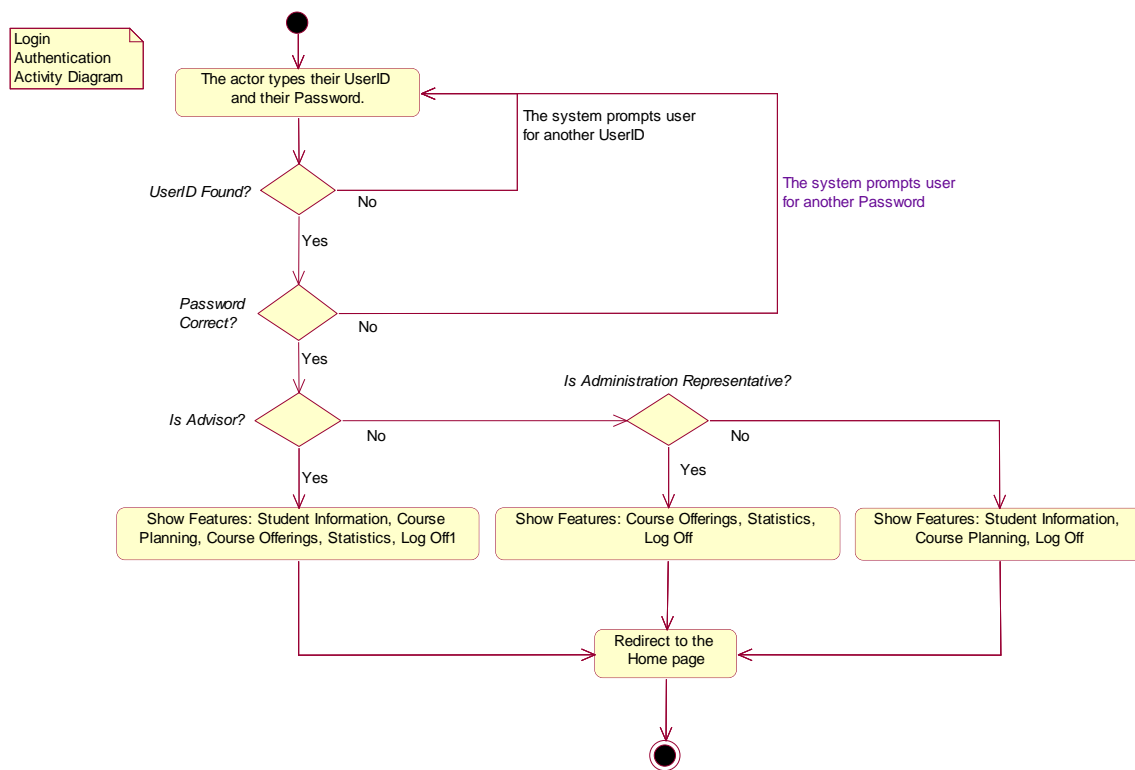 Login
Authentication
Activity Diagram
The actor types their UserID
and their Password.
The system prompts user
for another UserID
UserID Found?
No
The system prompts user
for another Password
Yes
Password
Correct?
No
Yes
Is Administration Representative?
Is Advisor?
No
No
Yes
Yes
Show Features: Student Information, Course
Planning, Course Offerings, Statistics, Log Off1
Show Features: Course Offerings, Statistics,
Log Off
Show Features: Student Information,
Course Planning, Log Off
Redirect to the
Home page